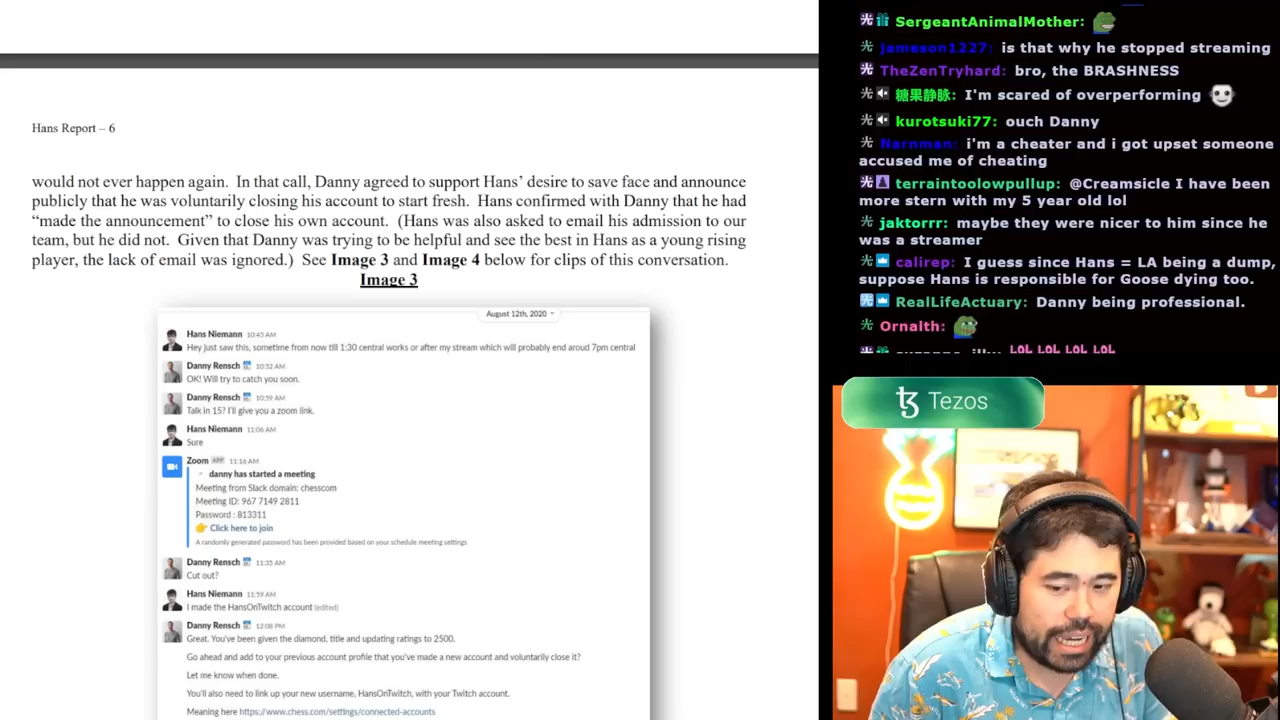 Hans Report – 6
would not ever happen again. In that call, Danny agreed to support Hans’ desire to save face and announce
publicly that he was voluntarily closing his account to start fresh. Hans confirmed with Danny that he had
“made the announcement” to close his own account. (Hans was also asked to email his admission to our
team, but he did not. Given that Danny was trying to be helpful and see the best in Hans as a young rising
player, the lack of email was ignored.) See Image 3 and Image 4 below for clips of this conversation.
Image 3
August 12th, 2020
Hans Niemann 10:45 AM
Hey just saw this, sometime from now till 1:30 central works or after my stream which will probably end aroud 7pm central
Danny Rensch 10:52 AM
OK! Will try to catch you soon.
Danny Rensch 10:59 AM
Talk in 15? I'll give you a zoom link.
Hans Niemann 11:06 AM
Sure
Zoom APP 11:16 AM
danny has started a meeting
Meeting from Slack domain: chesscom
Meeting ID: 967 7149 2811
Password : 813311
Click here to join
A randomly generated password has been provided based on your schedule meeting settings
Danny Rensch 11:35 AM
Cut out?
Hans Niemann 11:59 AM
I made the HansOnTwitch account (edited)
Danny Rensch 12:08 PM
Great. You've been given the diamond, title and updating ratings to 2500.
Go ahead and add to your previous account profile that you've made a new account and voluntarily close it?
Let me know when done.
You'll also need to link up your new username, HansOnTwitch, with your Twitch account.
Meaning here https://www.chess.com/settings/connected-accounts
SergeantAnimalMother:
jameson1227: is that why he stopped streaming
TheZenTryhard: bro, the BRASHNESS
糖果静脉: I'm scared of overperforming
kurotsuki77: ouch Danny
Narnman: i'm a cheater and i got upset someone
accused me of cheating
terraintoolowpullup: @Creamsicle I have been
more stern with my 5 year old lol
jaktorrr: maybe they were nicer to him since he
was a streamer
calirep: I guess since Hans = LA being a dump,
suppose Hans is responsible for Goose dying too.
RealLifeActuary: Danny being professional.
Ornalth:
LOL LOL LOL LOL
Tezos